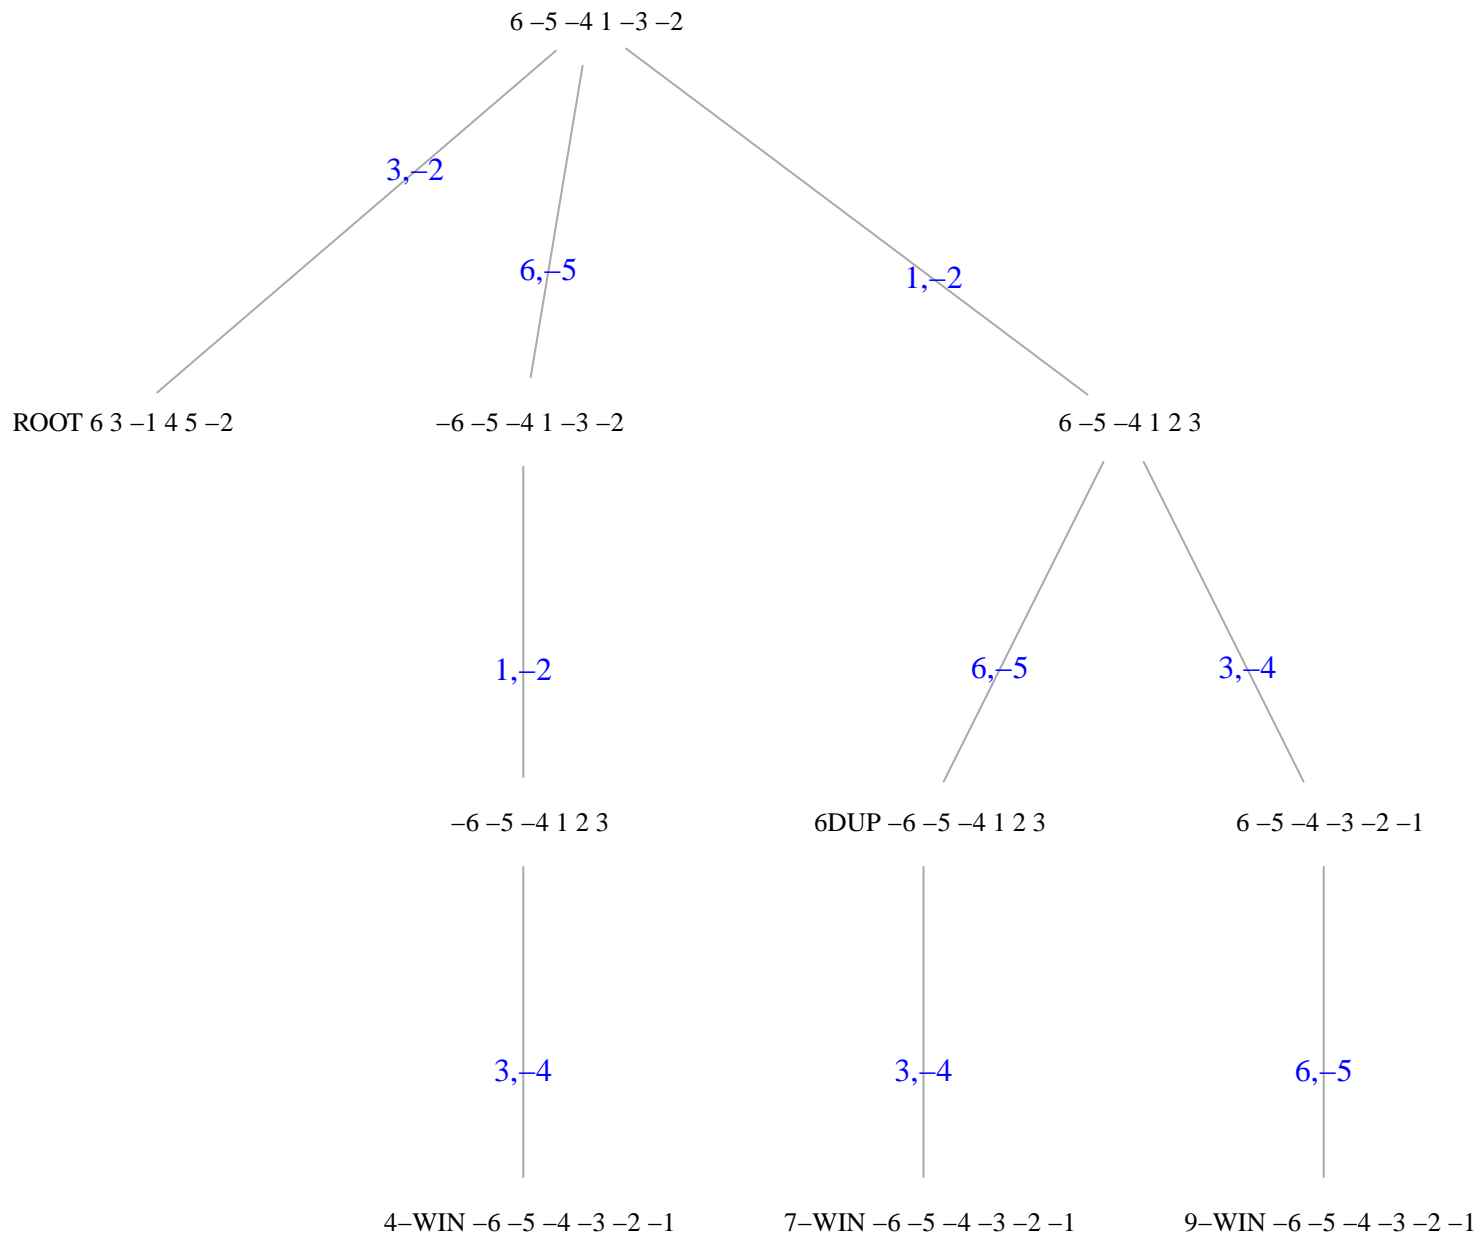 6 –5 –4 1 –3 –2
3,–2
6,–5
1,–2
ROOT 6 3 –1 4 5 –2
–6 –5 –4 1 –3 –2
6 –5 –4 1 2 3
1,–2
6,–5
3,–4
–6 –5 –4 1 2 3
6DUP –6 –5 –4 1 2 3
6 –5 –4 –3 –2 –1
3,–4
3,–4
6,–5
4–WIN –6 –5 –4 –3 –2 –1
7–WIN –6 –5 –4 –3 –2 –1
9–WIN –6 –5 –4 –3 –2 –1